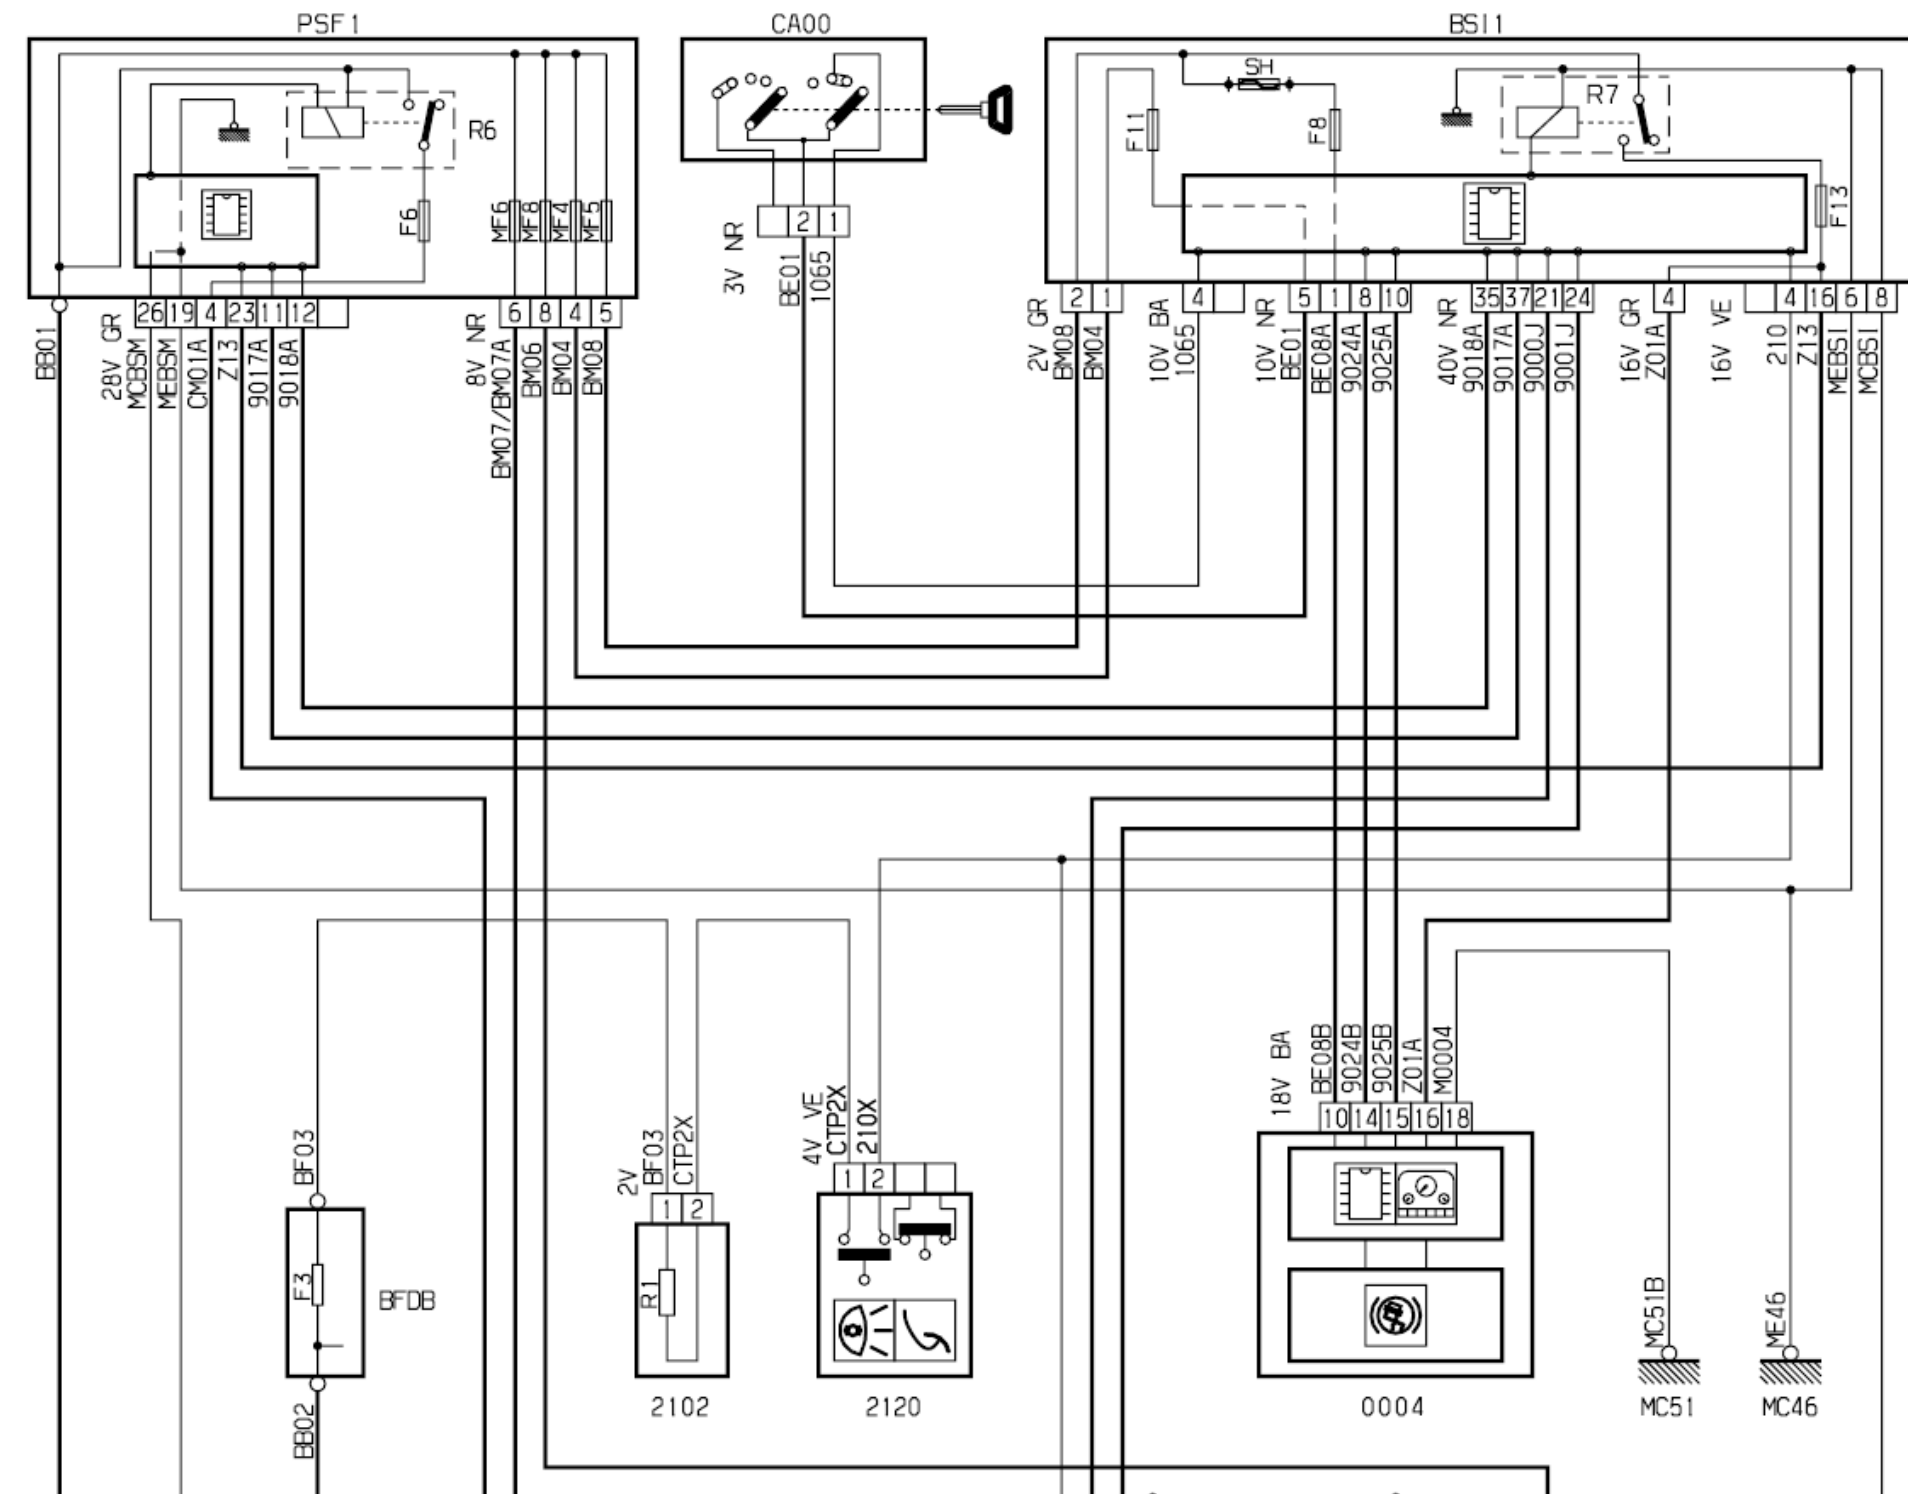 PSF1 CA00 BSI1
SH
R7
R6
F11
F8
F6
MF6 MF8 MF4 MF5
F13
3V NR
2 1
BE01
1065
BB01
28V GR
26 19 4 23 11 12
MCBSM
MEBSM
CM01A
Z13
9017A
9018A
8V NR
6 8 4 5
BM07/BM07A
BM06
BM04
BM08
2V GR
2 1
BM08
BM04
10V BA
4
1065
10V NR
5 1 8 10
BE01
BE08A
9024A
9025A
40V NR
35 37 21 24
9018A
9017A
9000J
9001J
16V GR
4
Z01A
16V VE
4 16 6 8
210
Z13
MEBSI
MCBSI
18V BA
BE08B
9024B
9025B
Z01A
M0004
10 14 15 16 18
BF03
2V
BF03
CTP2X
1 2
4V VE
CTP2X
210X
1 2
F3
BFDB
R1
BB02
MC51B
ME46
2102 2120 0004 MC51 MC46